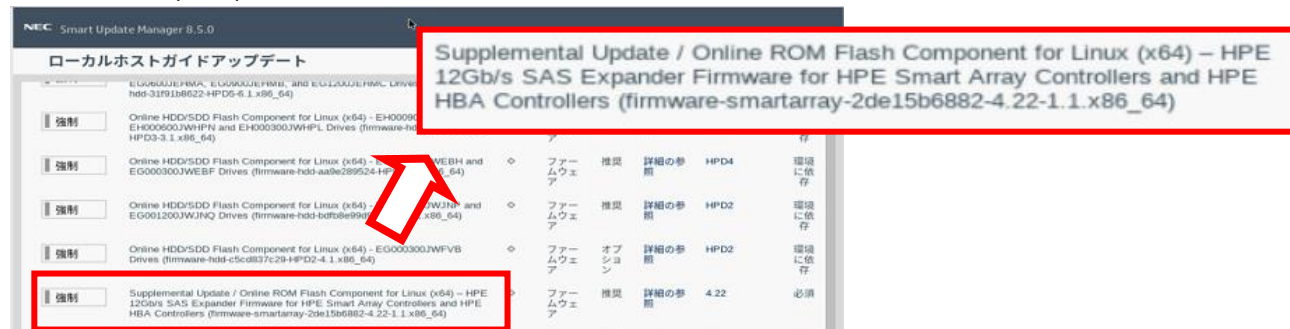 NEC Smart Update Manager 8.5.0
ローカルホストガイドアップデート
Supplemental Update / Online ROM Flash Component for Linux (x64) – HPE
12Gb/s SAS Expander Firmware for HPE Smart Array Controllers and HPE
HBA Controllers (firmware-smartarray-2de15b6882-4.22-1.1.x86_64)
hdd-31f91b8622-HPD5-6.1.x86_64)
強制
Online HDD/SDD Flash Component for Linux (x64) -
EH000600JWHPN and EH000300JWHPL Drives
HPD3-3.1.x86_64)
ア
存
強制
Online HDD/SDD Flash Component for Linux (x64) - WEBH and
EG000300JWEBF Drives (firmware-hdd-aa9e289524-
ファームウェア
推奨
詳細の参照
HPD4
環境に依存
強制
Online HDD/SDD Flash Component for Linux (x64) - and
EG001200JWJNQ Drives
ファームウェア
推奨
詳細の参照
HPD2
環境に依存
強制
Online HDD/SDD Flash Component for Linux (x64) - EG000300JWFVB
Drives (firmware-hdd-c5cd837c29-HPD2-4.1.x86_64)
ファームウェア
オプション
詳細の参照
HPD2
環境に依存
強制
Supplemental Update / Online ROM Flash Component for Linux (x64) – HPE
12Gb/s SAS Expander Firmware for HPE Smart Array Controllers and HPE
HBA Controllers (firmware-smartarray-2de15b6882-4.22-1.1.x86_64)
ファームウェア
推奨
詳細の参照
4.22
必須